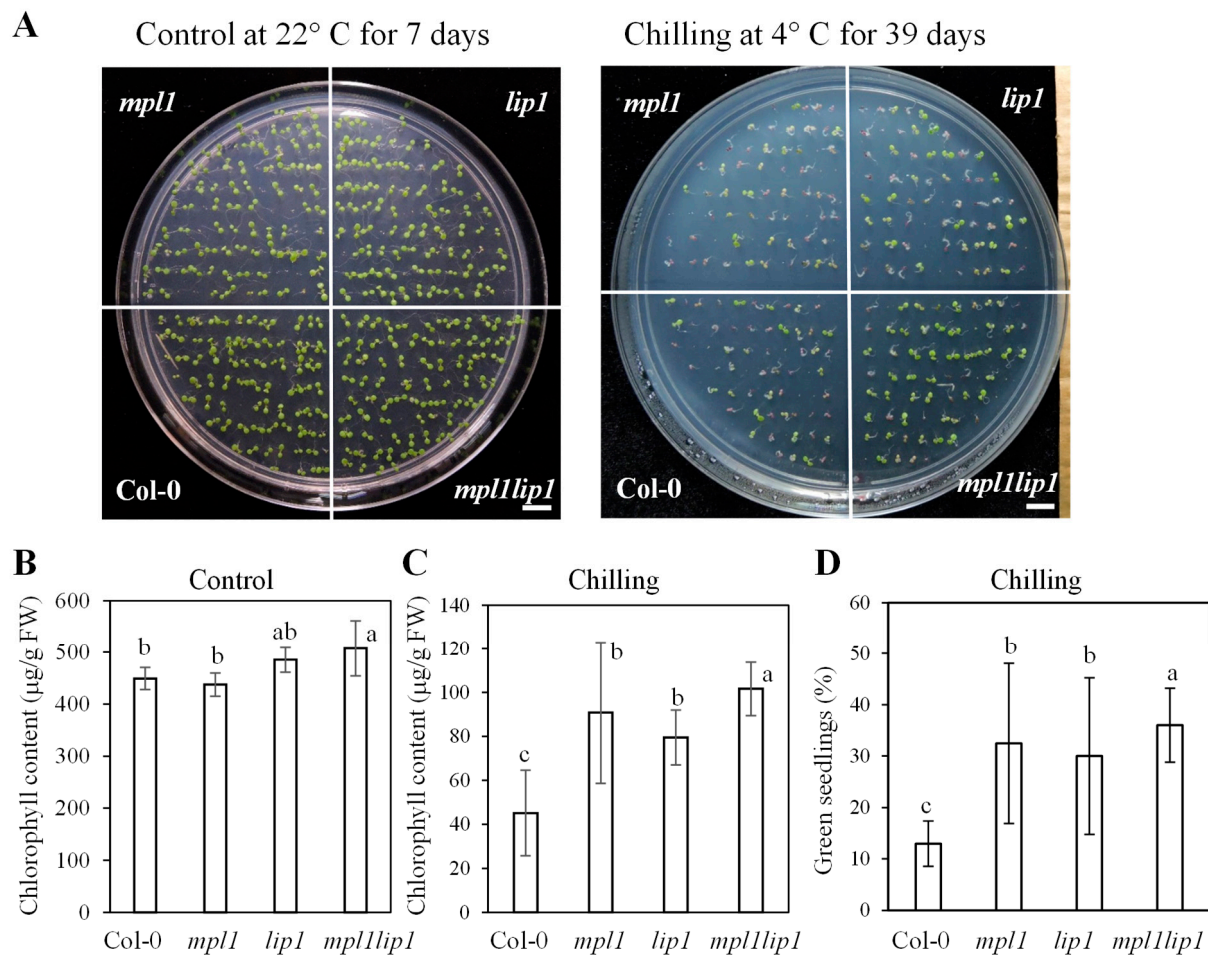 A
Control at 22° C for 7 days
Chilling at 4° C for 39 days
mpl1
lip1
mpl1
lip1
Col-0
mpl1lip1
Col-0
mpl1lip1
B
Control
Chlorophyll content (µg/g FW)
600
500
400
300
200
100
0
b
b
ab
a
Col-0 mpl1 lip1 mpl1lip1
C
Chilling
Chlorophyll content (µg/g FW)
140
120
100
80
60
40
20
0
c
b
b
a
Col-0 mpl1 lip1 mpl1lip1
D
Chilling
Green seedlings (%)
60
50
40
30
20
10
0
c
b
b
a
Col-0 mpl1 lip1 mpl1lip1